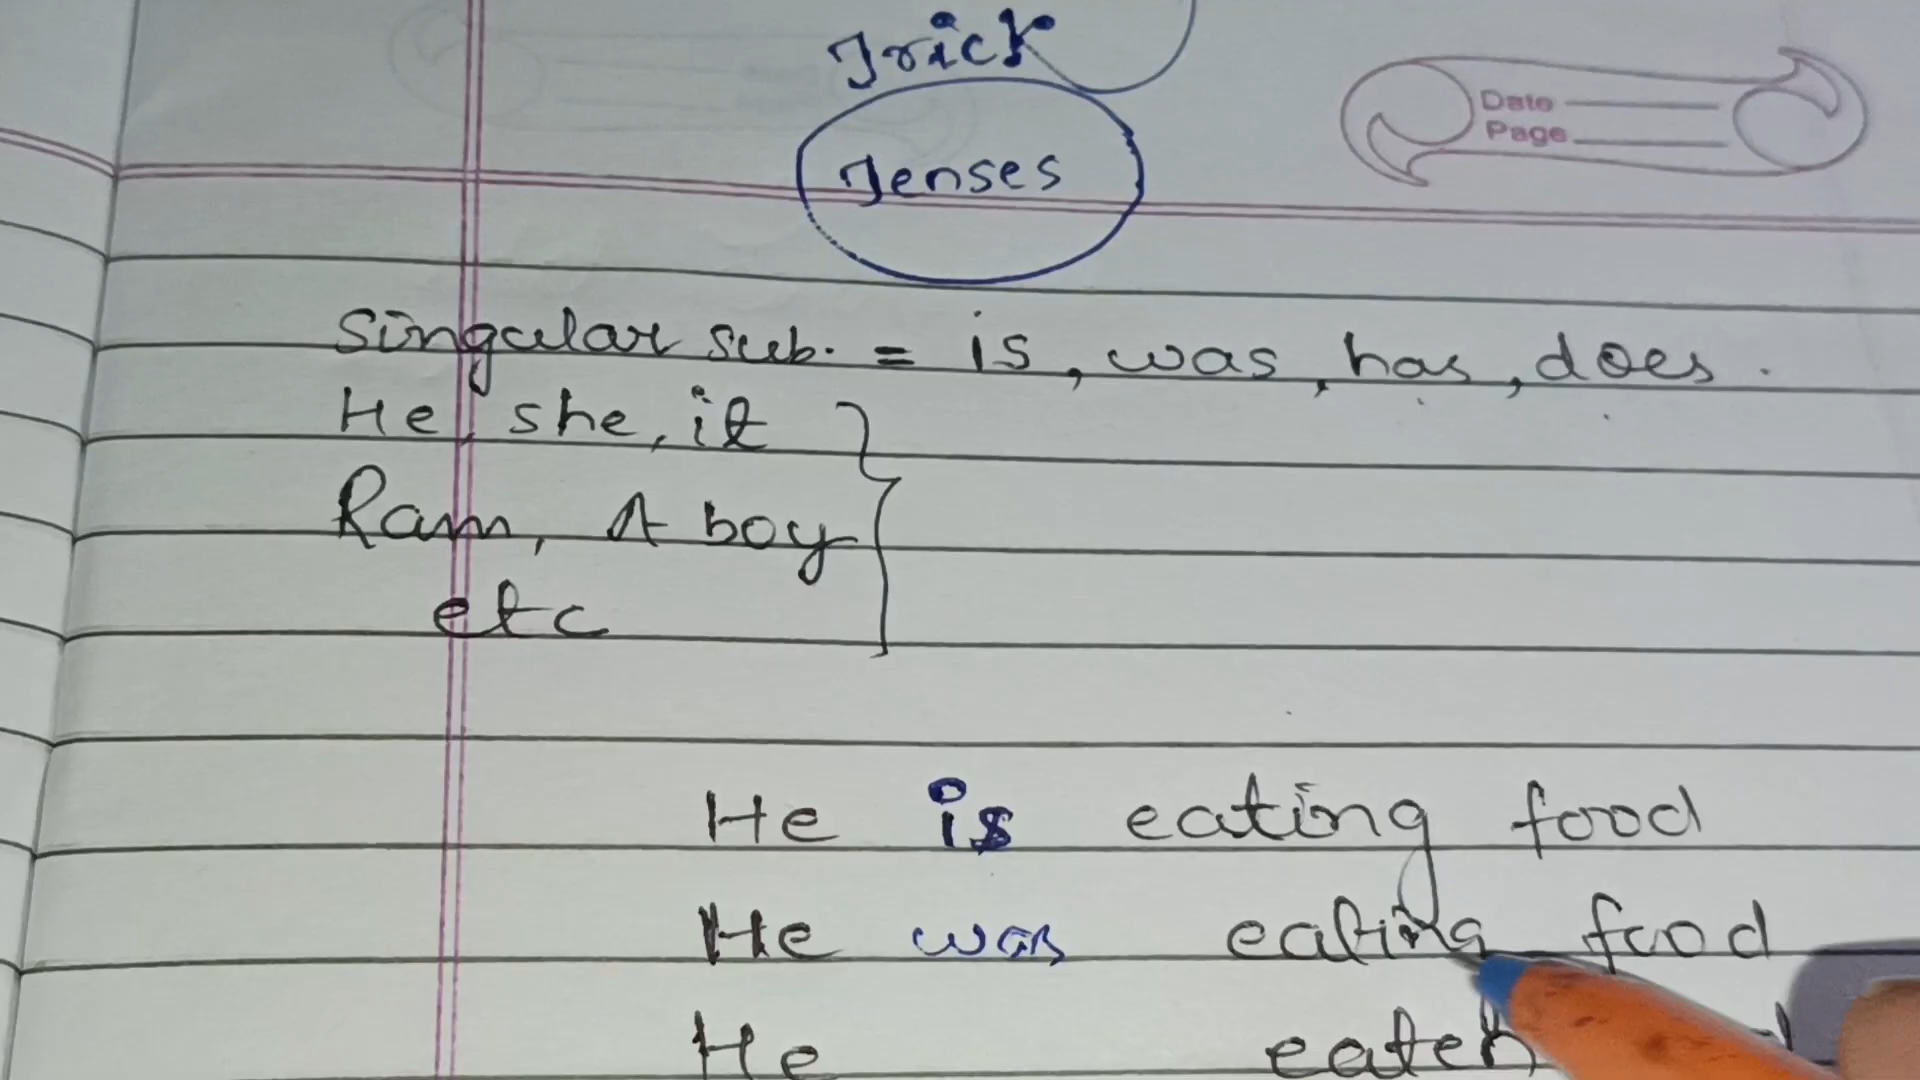 Trick
Tenses
Date
Page
Singular sub. = is, was, has, does.
He, she, it
Ram, A boy
etc
He is eating food
He was eating food
He eaten